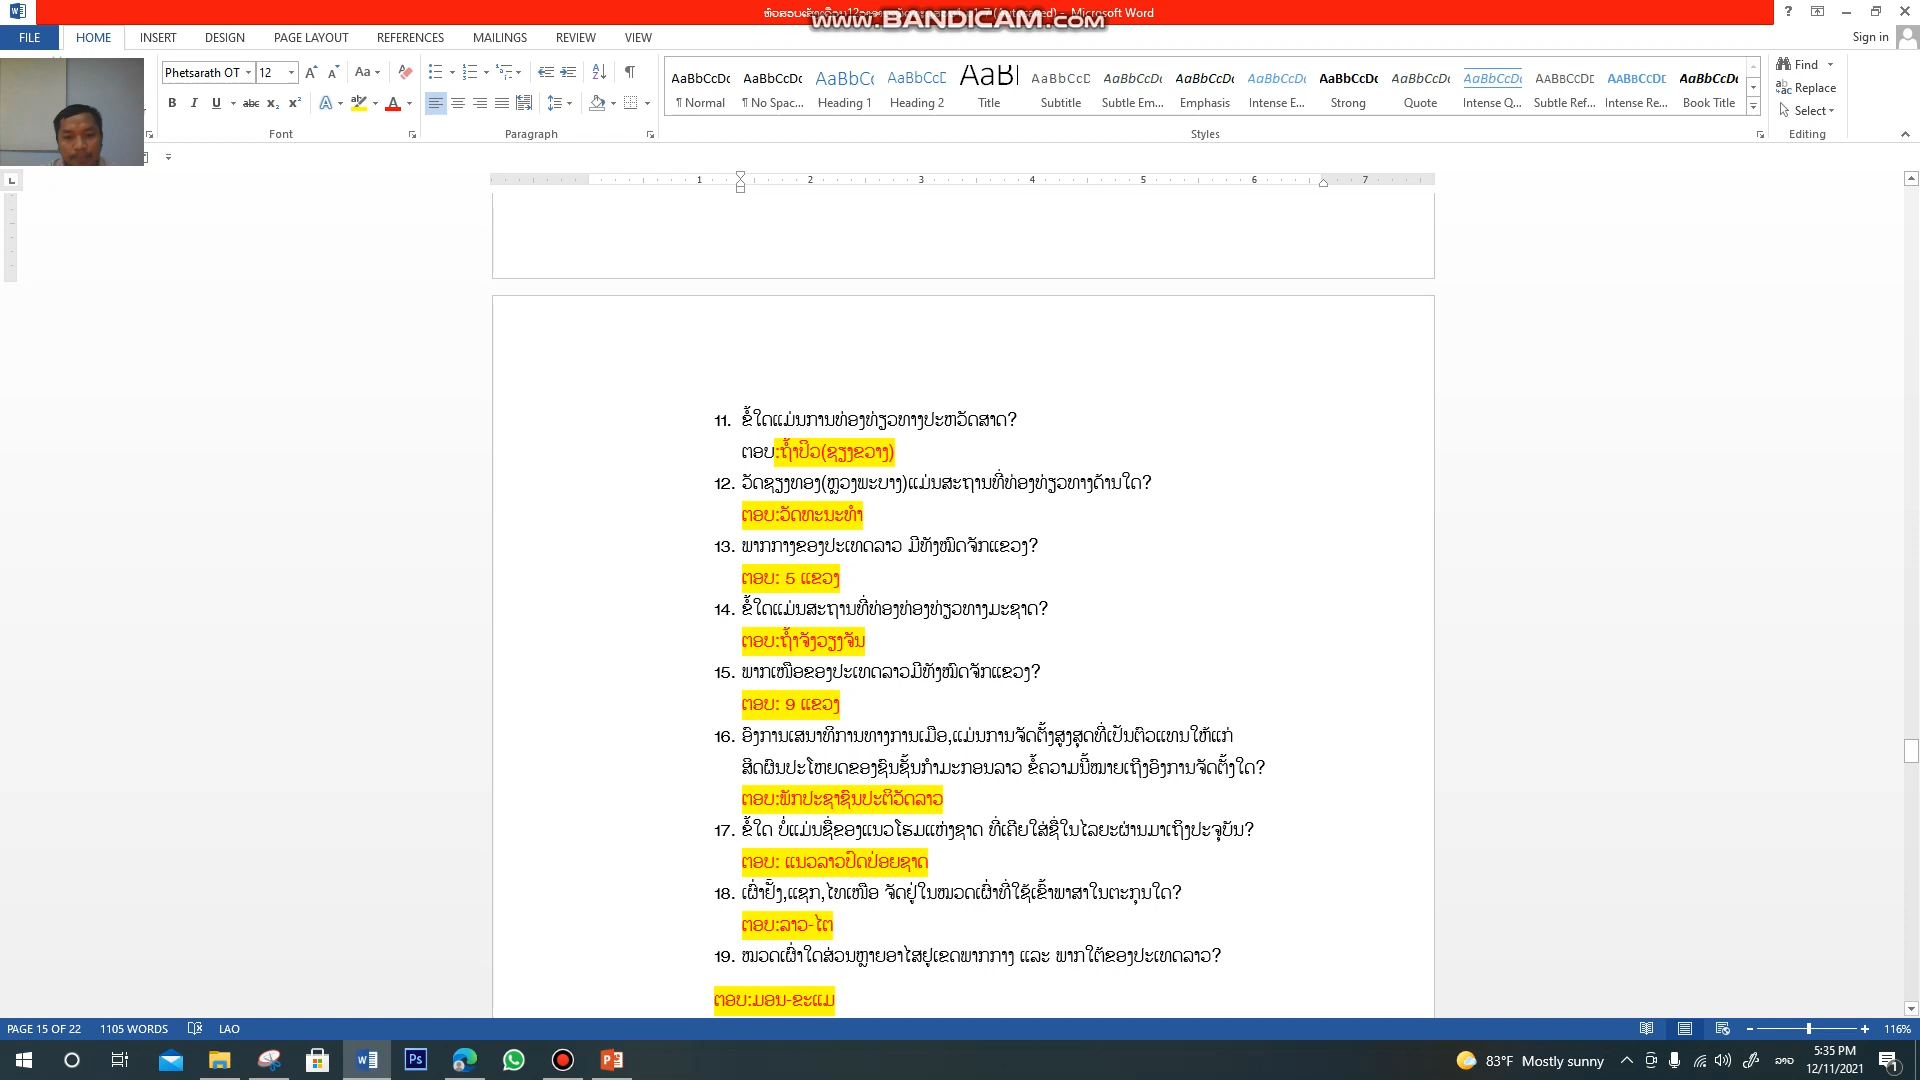 www.BANDICAM.com
Microsoft Word
Sign in
FILE HOME INSERT DESIGN PAGE LAYOUT REFERENCES MAILINGS REVIEW VIEW
Phetsarath OT 12
Font Paragraph Styles Editing
AaBbCcDc AaBbCcDc AaBbCc AaBbCcD AaBl AaBbCcD AaBbCcDc AaBbCcDc AaBbCcDc AaBbCcDc AaBbCcDc AaBbCcDc AABBCCDC AABBCCDC AaBbCcDc
¶ Normal ¶ No Spac... Heading 1 Heading 2 Title Subtitle Subtle Em... Emphasis Intense E... Strong Quote Intense Q... Subtle Ref... Intense Re... Book Title
Find
Replace
Select
1 2 3 4 5 6 7
11. ຂໍ້ໃດແມ່ນການທ່ອງທ່ຽວທາງປະຫວັດສາດ?
ຕອບ:ຖ້ຳປິວ(ຊຽງຂວາງ)
12. ວັດຊຽງທອງ(ຫຼວງພະບາງ)ແມ່ນສະຖານທີ່ທ່ອງທ່ຽວທາງດ້ານໃດ?
ຕອບ:ວັດທະນະທຳ
13. ພາກກາງຂອງປະເທດລາວ ມີທັງໝົດຈັກແຂວງ?
ຕອບ: 5 ແຂວງ
14. ຂໍ້ໃດແມ່ນສະຖານທີ່ທ່ອງທ່ອງທ່ຽວທາງມະຊາດ?
ຕອບ:ຖ້ຳຈັງວຽງຈັນ
15. ພາກເໜືອຂອງປະເທດລາວມີທັງໝົດຈັກແຂວງ?
ຕອບ: 9 ແຂວງ
16. ອົງການເສນາທິການທາງການເມືອ,ແມ່ນການຈັດຕັ້ງສູງສຸດທີ່ເປັນຕົວແທນໃຫ້ແກ່
ສິດຜົນປະໂຫຍດຂອງຊົນຊັ້ນກຳມະກອນລາວ ຂໍ້ຄວາມນີ້ໝາຍເຖິງອົງການຈັດຕັ້ງໃດ?
ຕອບ:ພັກປະຊາຊົນປະຕິວັດລາວ
17. ຂໍ້ໃດ ບໍ່ແມ່ນຊື່ຂອງແນວໂຮມແຫ່ງຊາດ ທີ່ເຄີຍໃສ່ຊື່ໃນໄລຍະຜ່ານມາເຖິງປະຈຸບັນ?
ຕອບ: ແນວລາວປົດປ່ອຍຊາດ
18. ເຜົ່າຢັ້ງ,ແຊກ,ໄທເໜືອ ຈັດຢູ່ໃນໝວດເຜົ່າທີ່ໃຊ້ເຂົ້າພາສາໃນຕະກຸນໃດ?
ຕອບ:ລາວ-ໄຕ
19. ໝວດເຜົ່າໃດສ່ວນຫຼາຍອາໄສຢູ່ເຂດພາກກາງ ແລະ ພາກໃຕ້ຂອງປະເທດລາວ?
ຕອບ:ມອນ-ຂະແມ
PAGE 15 OF 22 1105 WORDS LAO 116%
83°F Mostly sunny ລາວ 5:35 PM
12/11/2021